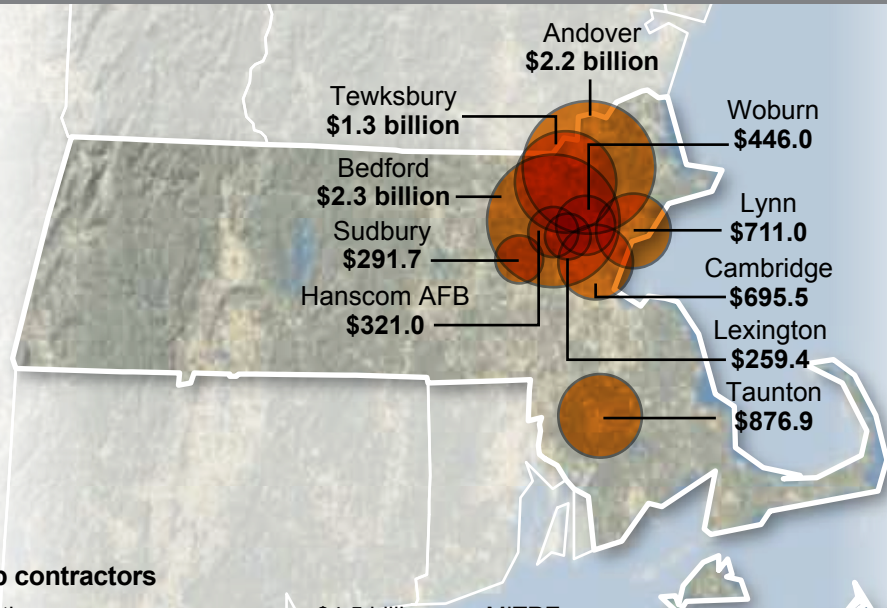 Andover
$2.2 billion
Tewksbury
$1.3 billion
Woburn
$446.0
Bedford
$2.3 billion
Lynn
$711.0
Sudbury
$291.7
Cambridge
$695.5
Hanscom AFB
$321.0
Lexington
$259.4
Taunton
$876.9
contractors